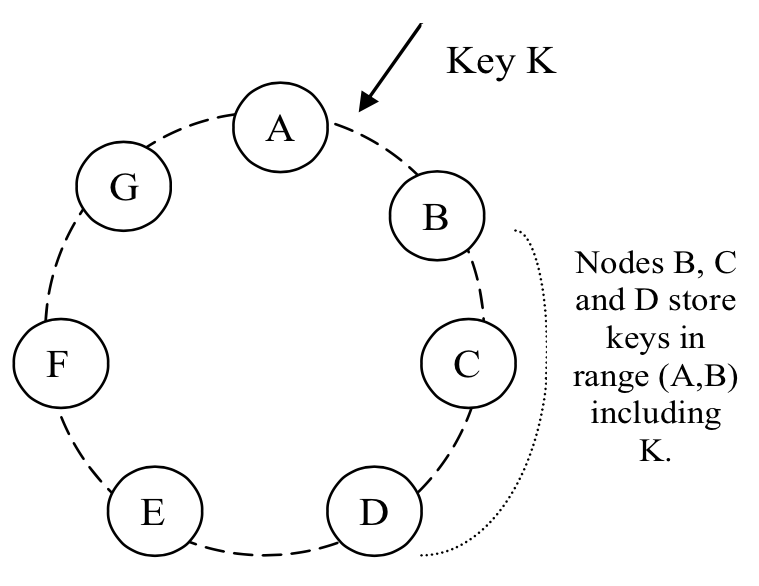 Key K
A
G
B
Nodes B, C
and D store
keys in
range (A,B)
including
K.
F
C
E
D